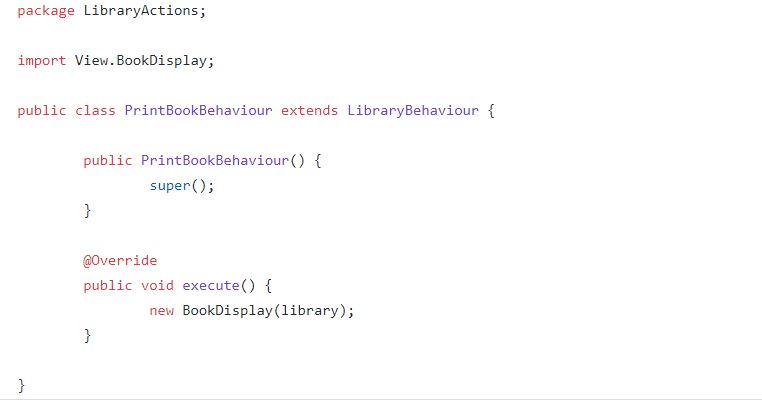 package LibraryActions;
import View.BookDisplay;
public class PrintBookBehaviour extends LibraryBehaviour {
public PrintBookBehaviour() {
super();
}
@Override
public void execute() {
new BookDisplay(library);
}
}